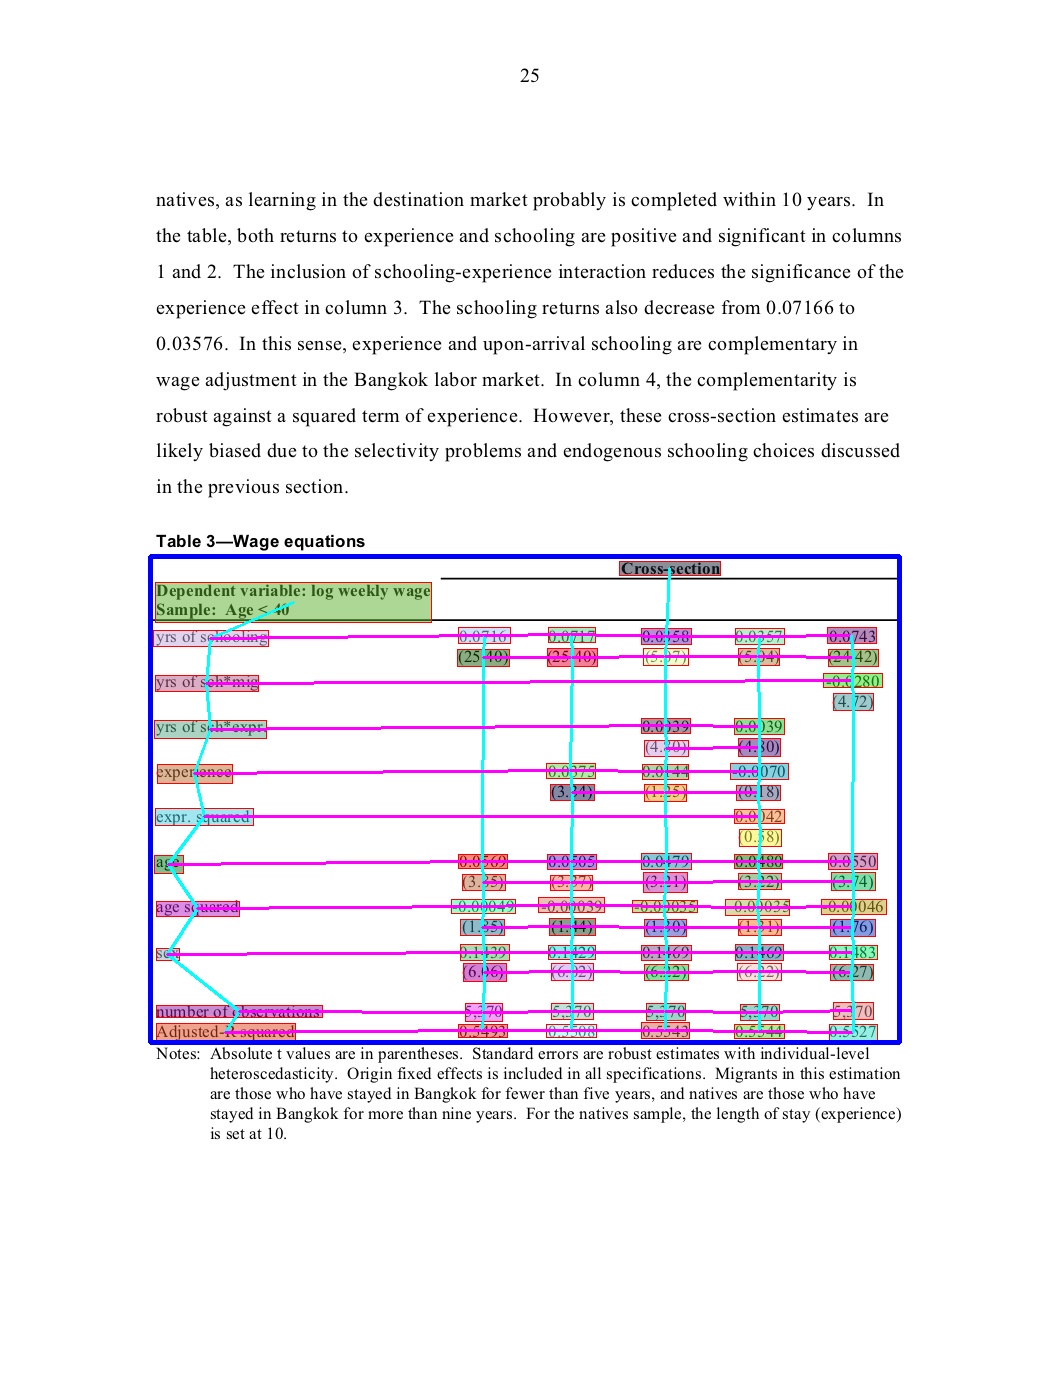 25
natives, as learning in the destination market probably is completed within 10 years. In
the table, both returns to experience and schooling are positive and significant in columns
1 and 2. The inclusion of schooling-experience interaction reduces the significance of the
experience effect in column 3. The schooling returns also decrease from 0.07166 to
0.03576. In this sense, experience and upon-arrival schooling are complementary in
wage adjustment in the Bangkok labor market. In column 4, the complementarity is
robust against a squared term of experience. However, these cross-section estimates are
likely biased due to the selectivity problems and endogenous schooling choices discussed
in the previous section.
Table 3—Wage equations
Cross-section
Dependent variable: log weekly wage
Sample: Age < 40
yrs of schooling 0.0716 0.0717 0.0358 0.0357 0.0743
(25.40) (25.40) (5.07) (5.04) (24.42)
yrs of sch*mig -0.0280
(4.72)
yrs of sch*expr. 0.0039 0.0039
(4.80) (4.80)
experience 0.0375 0.0144 -0.0070
(3.34) (1.25) (0.18)
expr. squared 0.0042
(0.58)
age 0.0569 0.0505 0.0479 0.0480 0.0550
(3.85) (3.37) (3.21) (3.22) (3.74)
age squared -0.00049 -0.00039 -0.00035 -0.00035 -0.00046
(1.85) (1.44) (1.30) (1.31) (1.76)
sex 0.1439 0.1429 0.1469 0.1469 0.1483
(6.06) (6.02) (6.22) (6.22) (6.27)
number of observations 5,370 5,370 5,370 5,370 5,370
Adjusted-R squared 0.5493 0.5508 0.5543 0.5544 0.5527
Notes: Absolute t values are in parentheses. Standard errors are robust estimates with individual-level
heteroscedasticity. Origin fixed effects is included in all specifications. Migrants in this estimation
are those who have stayed in Bangkok for fewer than five years, and natives are those who have
stayed in Bangkok for more than nine years. For the natives sample, the length of stay (experience)
is set at 10.